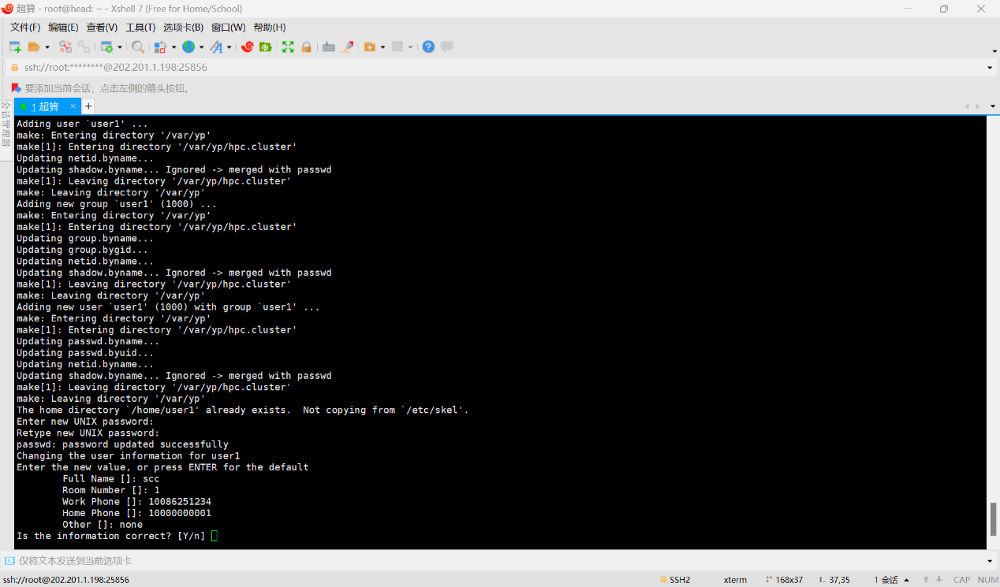 超算 - root@head: ~ - Xshell 7 (Free for Home/School)
文件(F) 编辑(E) 查看(V) 工具(T) 选项卡(B) 窗口(W) 帮助(H)
ssh://root:********@202.201.1.198:25856
要添加当前会话，点击左侧的箭头按钮。
会话管理器
1 超算 × +
Adding user `user1' ...
make: Entering directory '/var/yp'
make[1]: Entering directory '/var/yp/hpc.cluster'
Updating netid.byname...
Updating shadow.byname... Ignored -> merged with passwd
make[1]: Leaving directory '/var/yp/hpc.cluster'
make: Leaving directory '/var/yp'
Adding new group `user1' (1000) ...
make: Entering directory '/var/yp'
make[1]: Entering directory '/var/yp/hpc.cluster'
Updating group.byname...
Updating group.bygid...
Updating netid.byname...
Updating shadow.byname... Ignored -> merged with passwd
make[1]: Leaving directory '/var/yp/hpc.cluster'
make: Leaving directory '/var/yp'
Adding new user `user1' (1000) with group `user1' ...
make: Entering directory '/var/yp'
make[1]: Entering directory '/var/yp/hpc.cluster'
Updating passwd.byname...
Updating passwd.byuid...
Updating netid.byname...
Updating shadow.byname... Ignored -> merged with passwd
make[1]: Leaving directory '/var/yp/hpc.cluster'
make: Leaving directory '/var/yp'
The home directory `/home/user1' already exists.  Not copying from `/etc/skel'.
Enter new UNIX password:
Retype new UNIX password:
passwd: password updated successfully
Changing the user information for user1
Enter the new value, or press ENTER for the default
Full Name []: scc
Room Number []: 1
Work Phone []: 10086251234
Home Phone []: 10000000001
Other []: none
Is the information correct? [Y/n]
仅将文本发送到当前选项卡
ssh://root@202.201.1.198:25856 SSH2 xterm 168x37 37,35 1 会话 CAP NUM